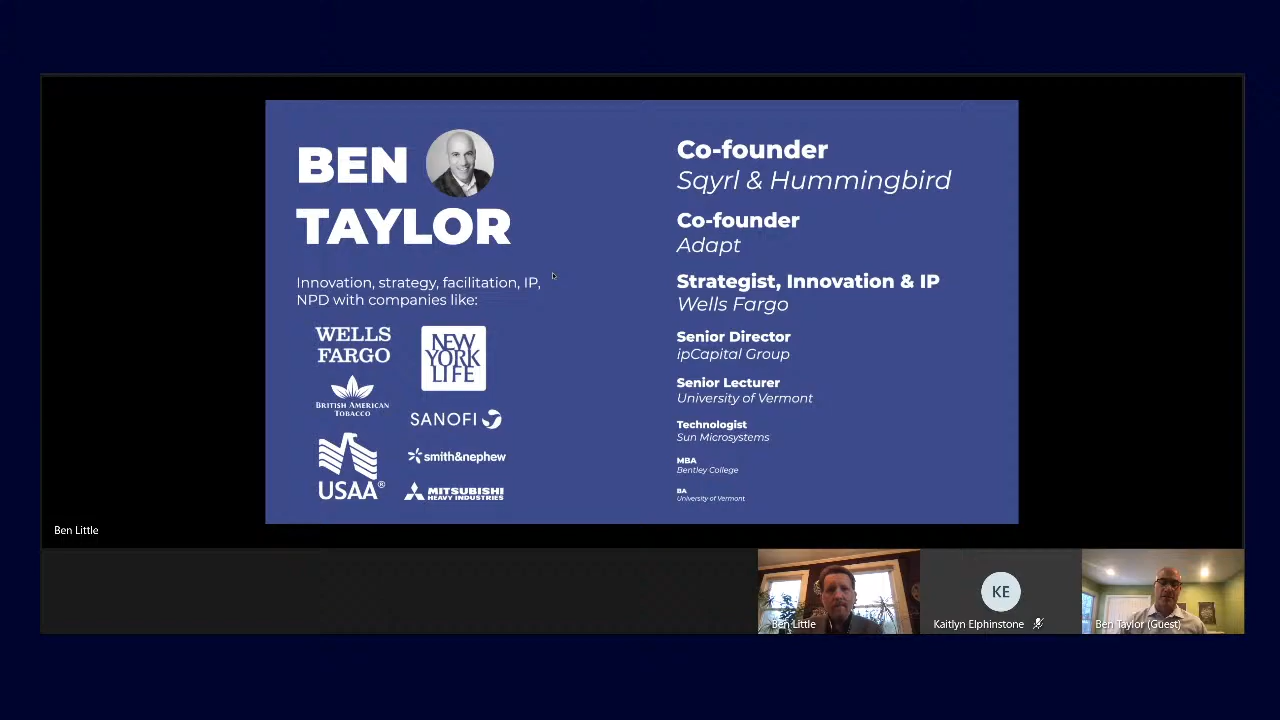 BEN
TAYLOR
Innovation, strategy, facilitation, IP,
NPD with companies like:
WELLS
FARGO
NEW
YORK
LIFE
BRITISH AMERICAN
TOBACCO
SANOFI
smith&nephew
USAA®
MITSUBISHI
HEAVY INDUSTRIES
Co-founder
Sqyrl & Hummingbird
Co-founder
Adapt
Strategist, Innovation & IP
Wells Fargo
Senior Director
ipCapital Group
Senior Lecturer
University of Vermont
Technologist
Sun Microsystems
MBA
Bentley College
BA
University of Vermont
Ben Little
Ben Little
KE
Kaitlyn Elphinstone
Ben Taylor (Guest)